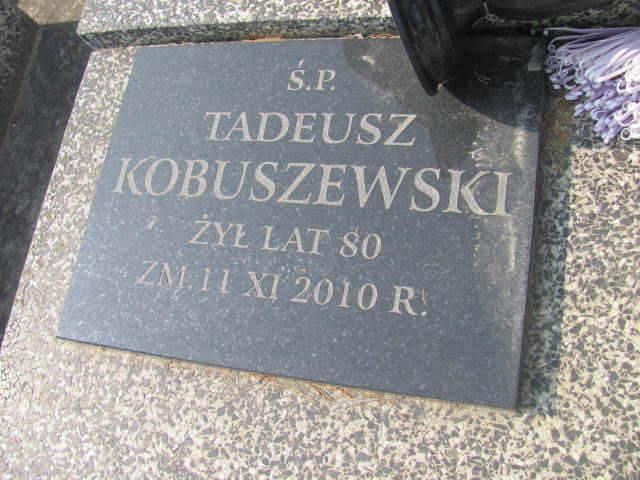 Ś.P.
TADEUSZ
KOBUSZEWSKI
ŻYŁ LAT 80
ZM. 11 XI 2010 R.